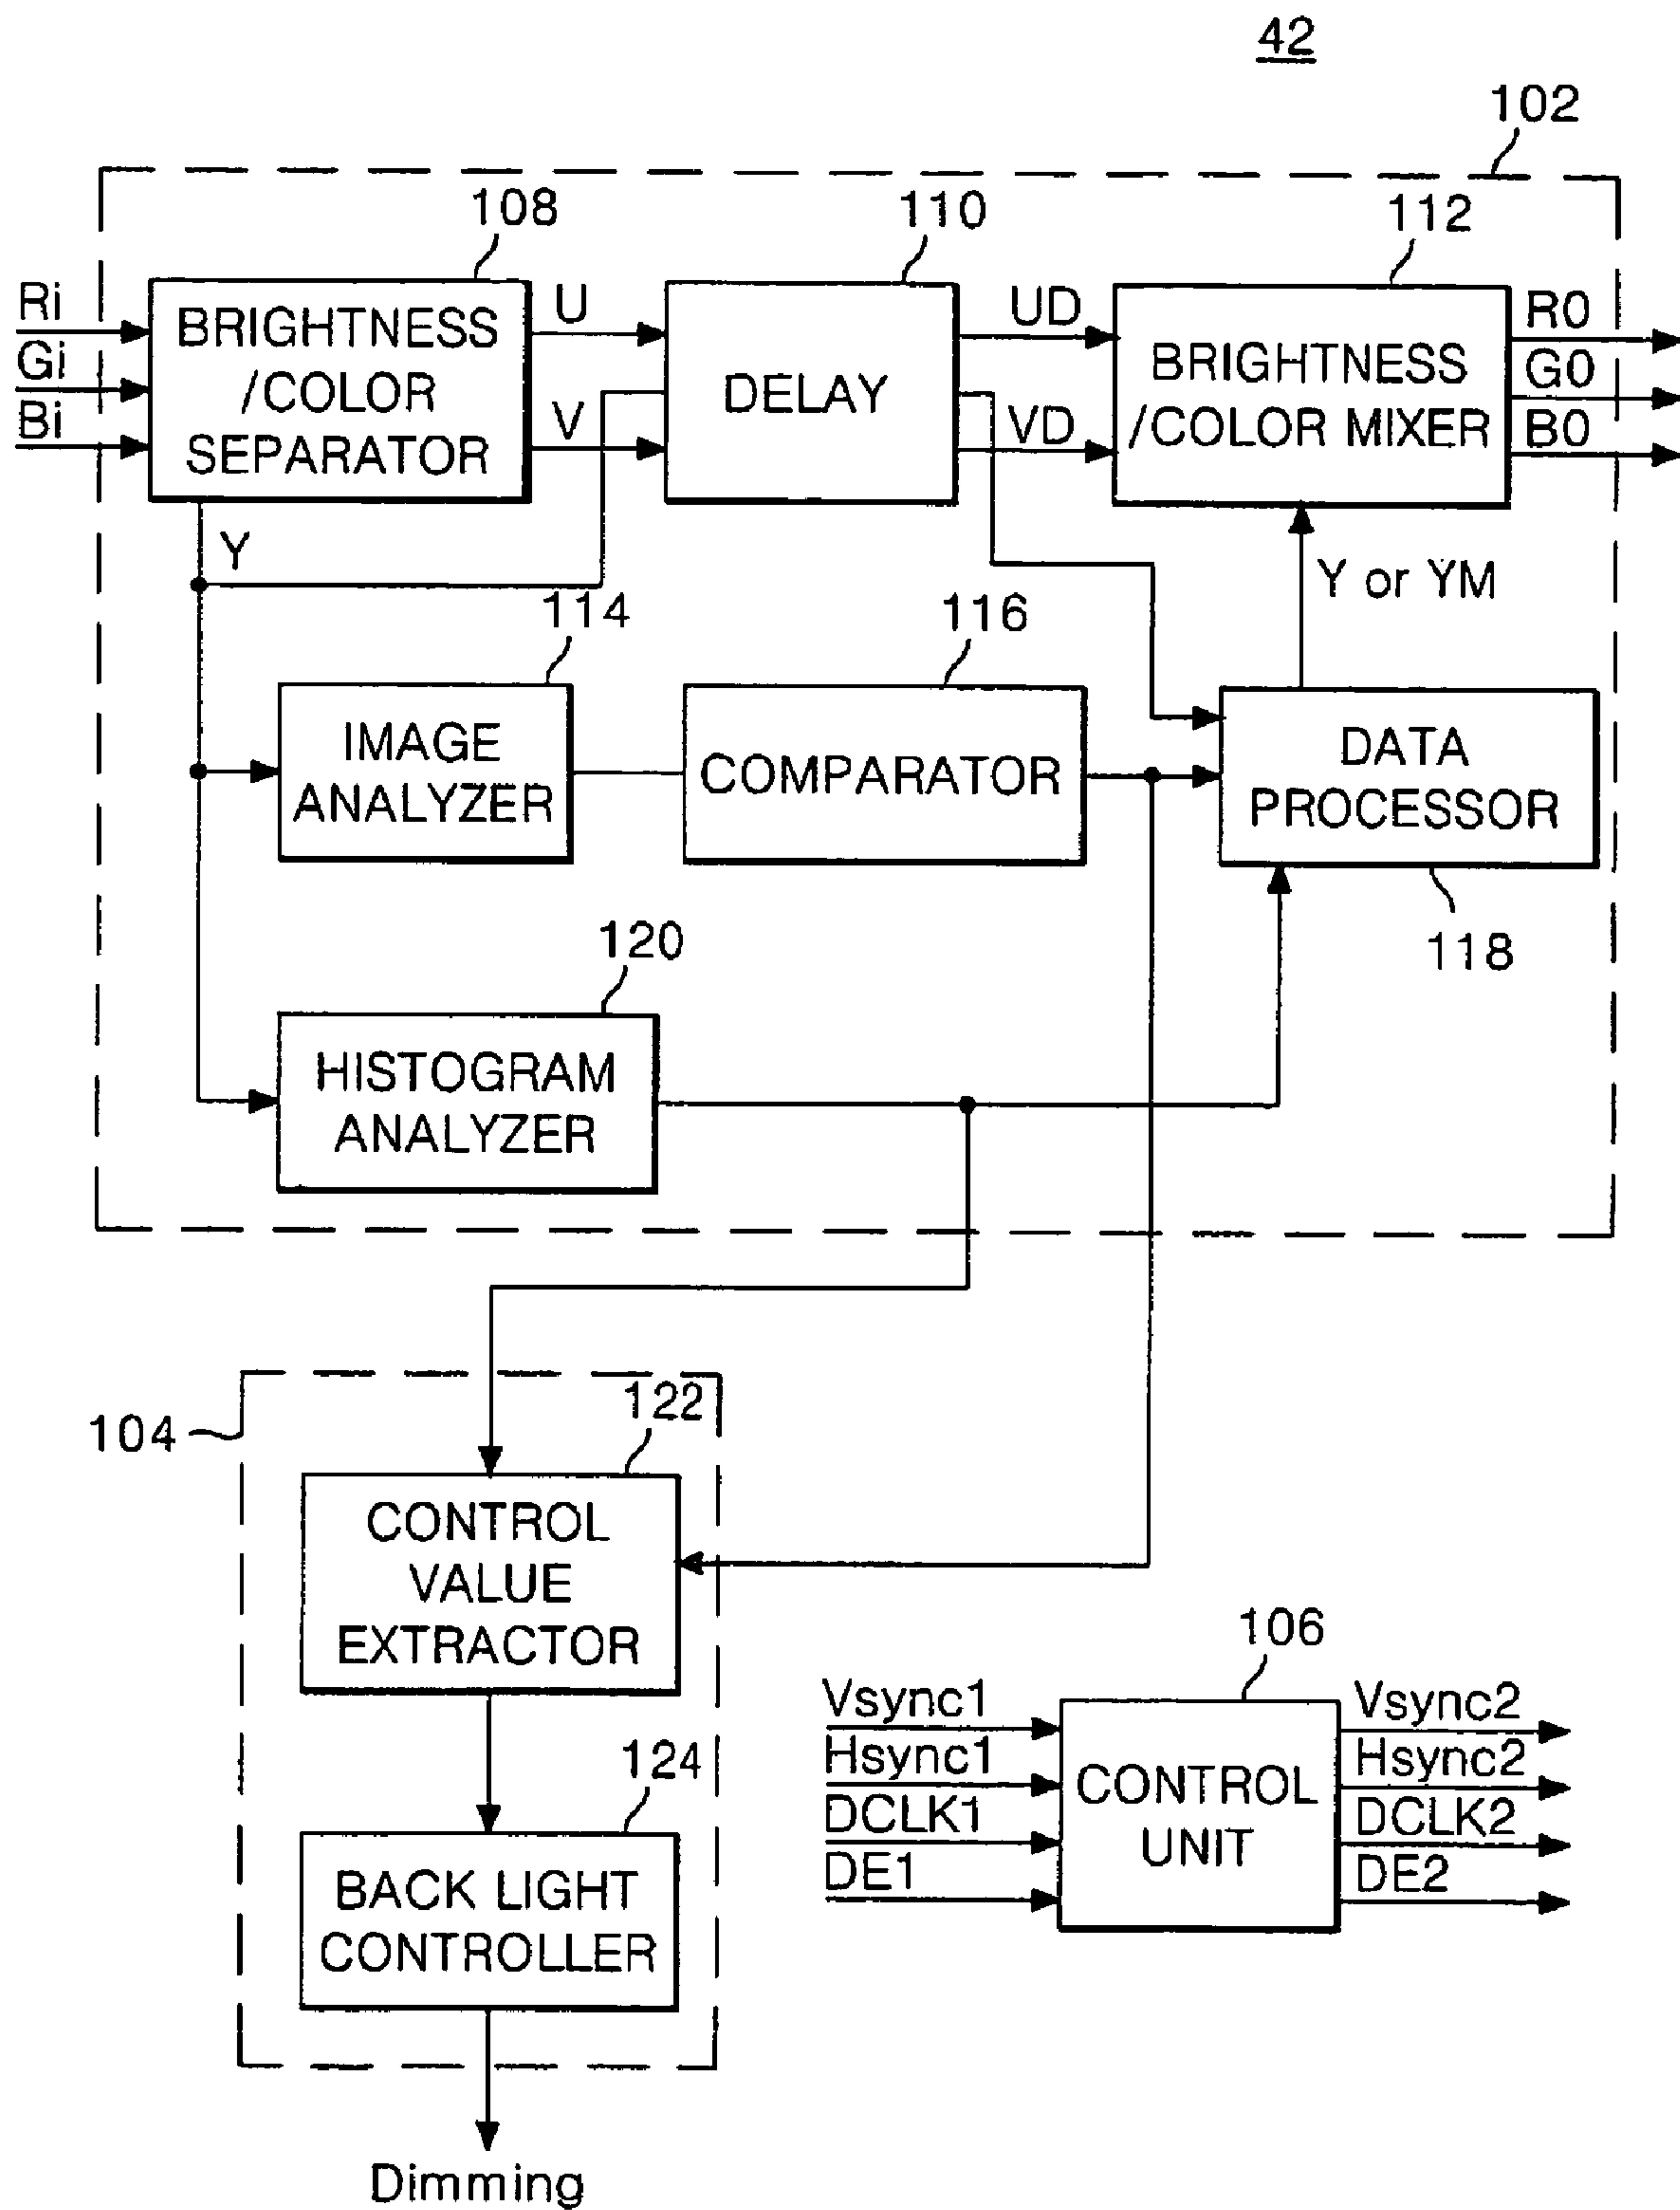 42
102
108
110
112
Ri
Gi
Bi
BRIGHTNESS
/COLOR
SEPARATOR
U
V
DELAY
UD
VD
BRIGHTNESS
/COLOR MIXER
R0
G0
B0
Y
Y or YM
114
116
IMAGE
ANALYZER
COMPARATOR
DATA
PROCESSOR
118
120
HISTOGRAM
ANALYZER
104
122
CONTROL
VALUE
EXTRACTOR
106
Vsync1
Hsync1
DCLK1
DE1
CONTROL
UNIT
Vsync2
Hsync2
DCLK2
DE2
124
BACK LIGHT
CONTROLLER
Dimming